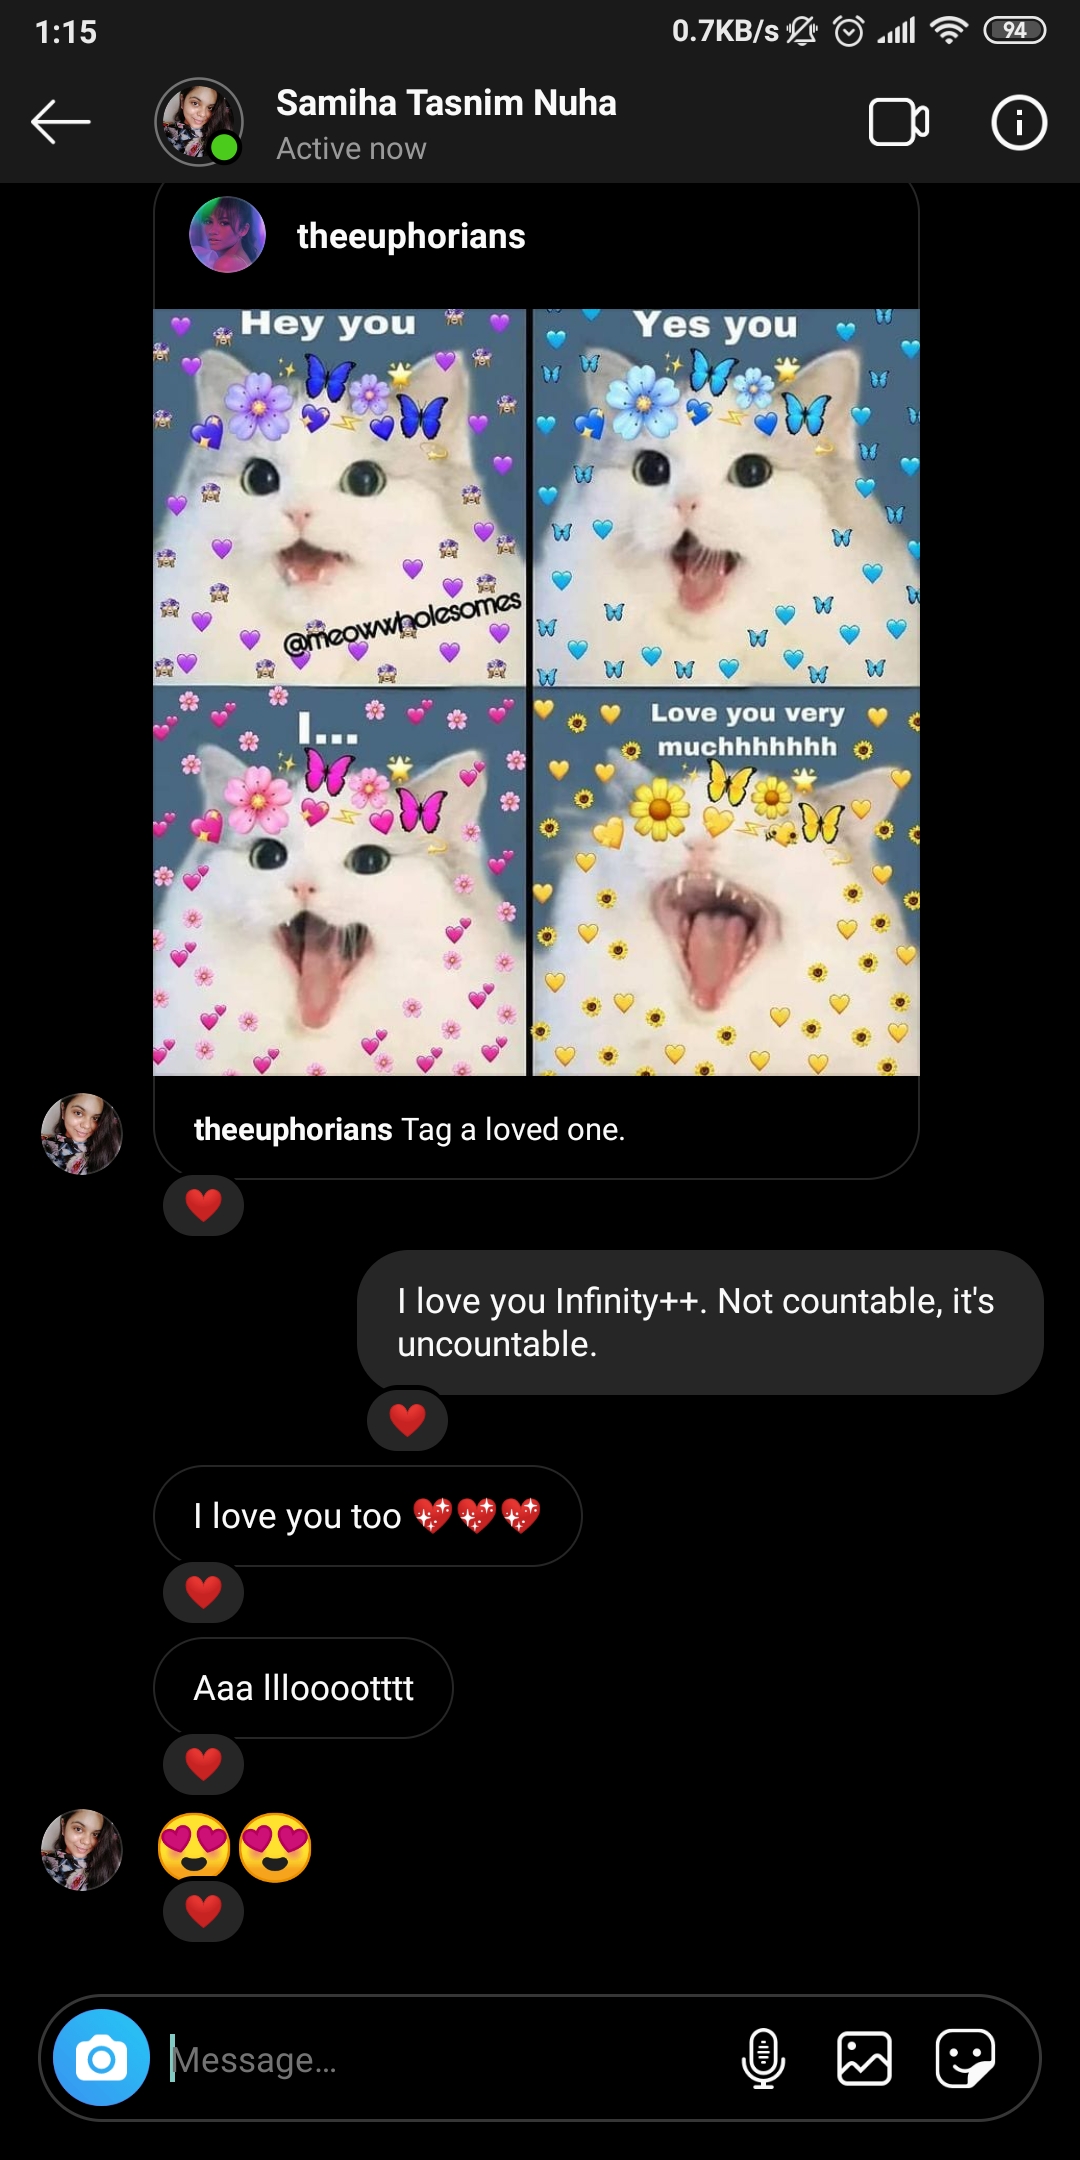 1:15
0.7KB/s
94
Samiha Tasnim Nuha
Active now
theeuphorians
Hey you
Yes you
@meowwholesomes
I...
Love you very
muchhhhhhh
theeuphorians Tag a loved one.
❤️
I love you Infinity++. Not countable, it's
uncountable.
❤️
I love you too 💖💖💖
❤️
Aaa lllooootttt
❤️
😍😍
❤️
Message...